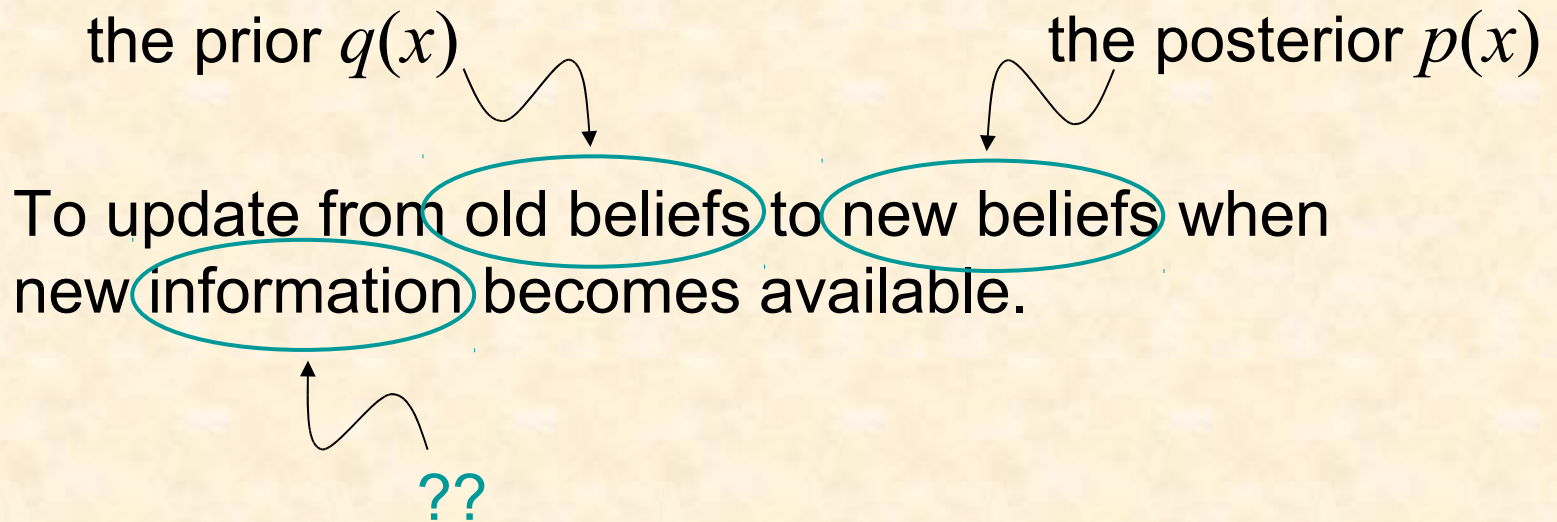 the prior q(x) the posterior p(x)
To update from old beliefs to new beliefs when
new information becomes available.
??